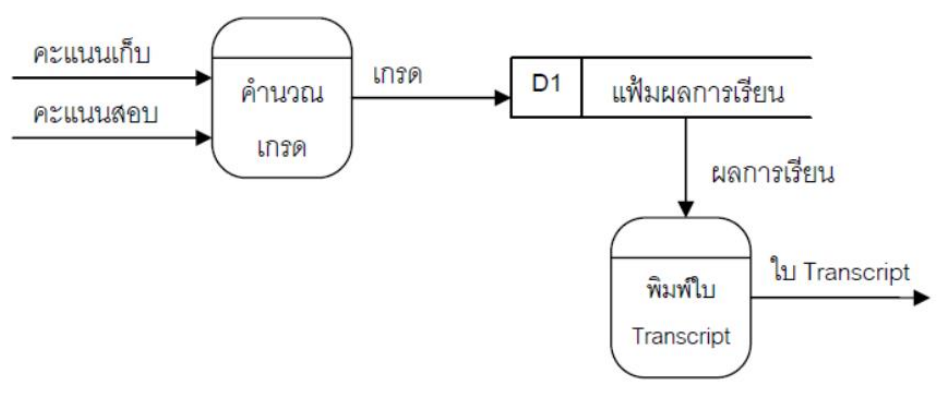 คะแนนเก็บ
คะแนนสอบ
คำนวณ
เกรด
เกรด
D1
แฟ้มผลการเรียน
ผลการเรียน
พิมพ์ใบ
Transcript
ใบ Transcript